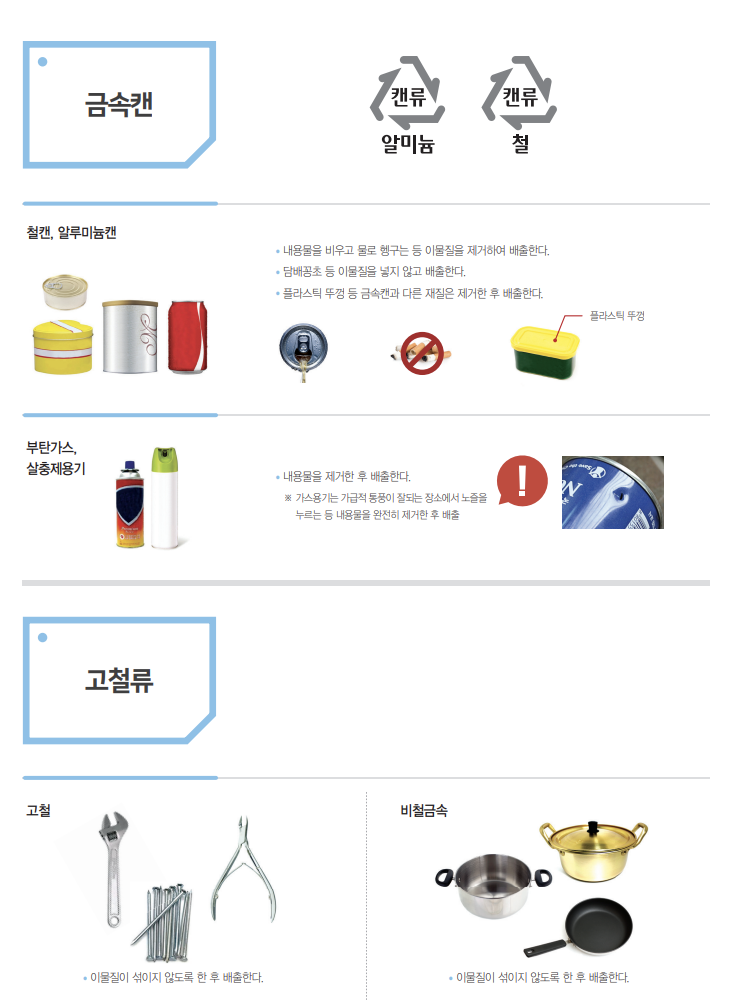 금속캔
캔류
알미늄
캔류
철
철캔, 알루미늄캔
• 내용물을 비우고 물로 헹구는 등 이물질을 제거하여 배출한다.
• 담배꽁초 등 이물질을 넣지 않고 배출한다.
• 플라스틱 뚜껑 등 금속캔과 다른 재질은 제거한 후 배출한다.
플라스틱 뚜껑
부탄가스,
살충제용기
• 내용물을 제거한 후 배출한다.
※ 가스용기는 가급적 통풍이 잘되는 장소에서 노즐을
누르는 등 내용물을 완전히 제거한 후 배출
!
고철류
고철
비철금속
• 이물질이 섞이지 않도록 한 후 배출한다.
• 이물질이 섞이지 않도록 한 후 배출한다.